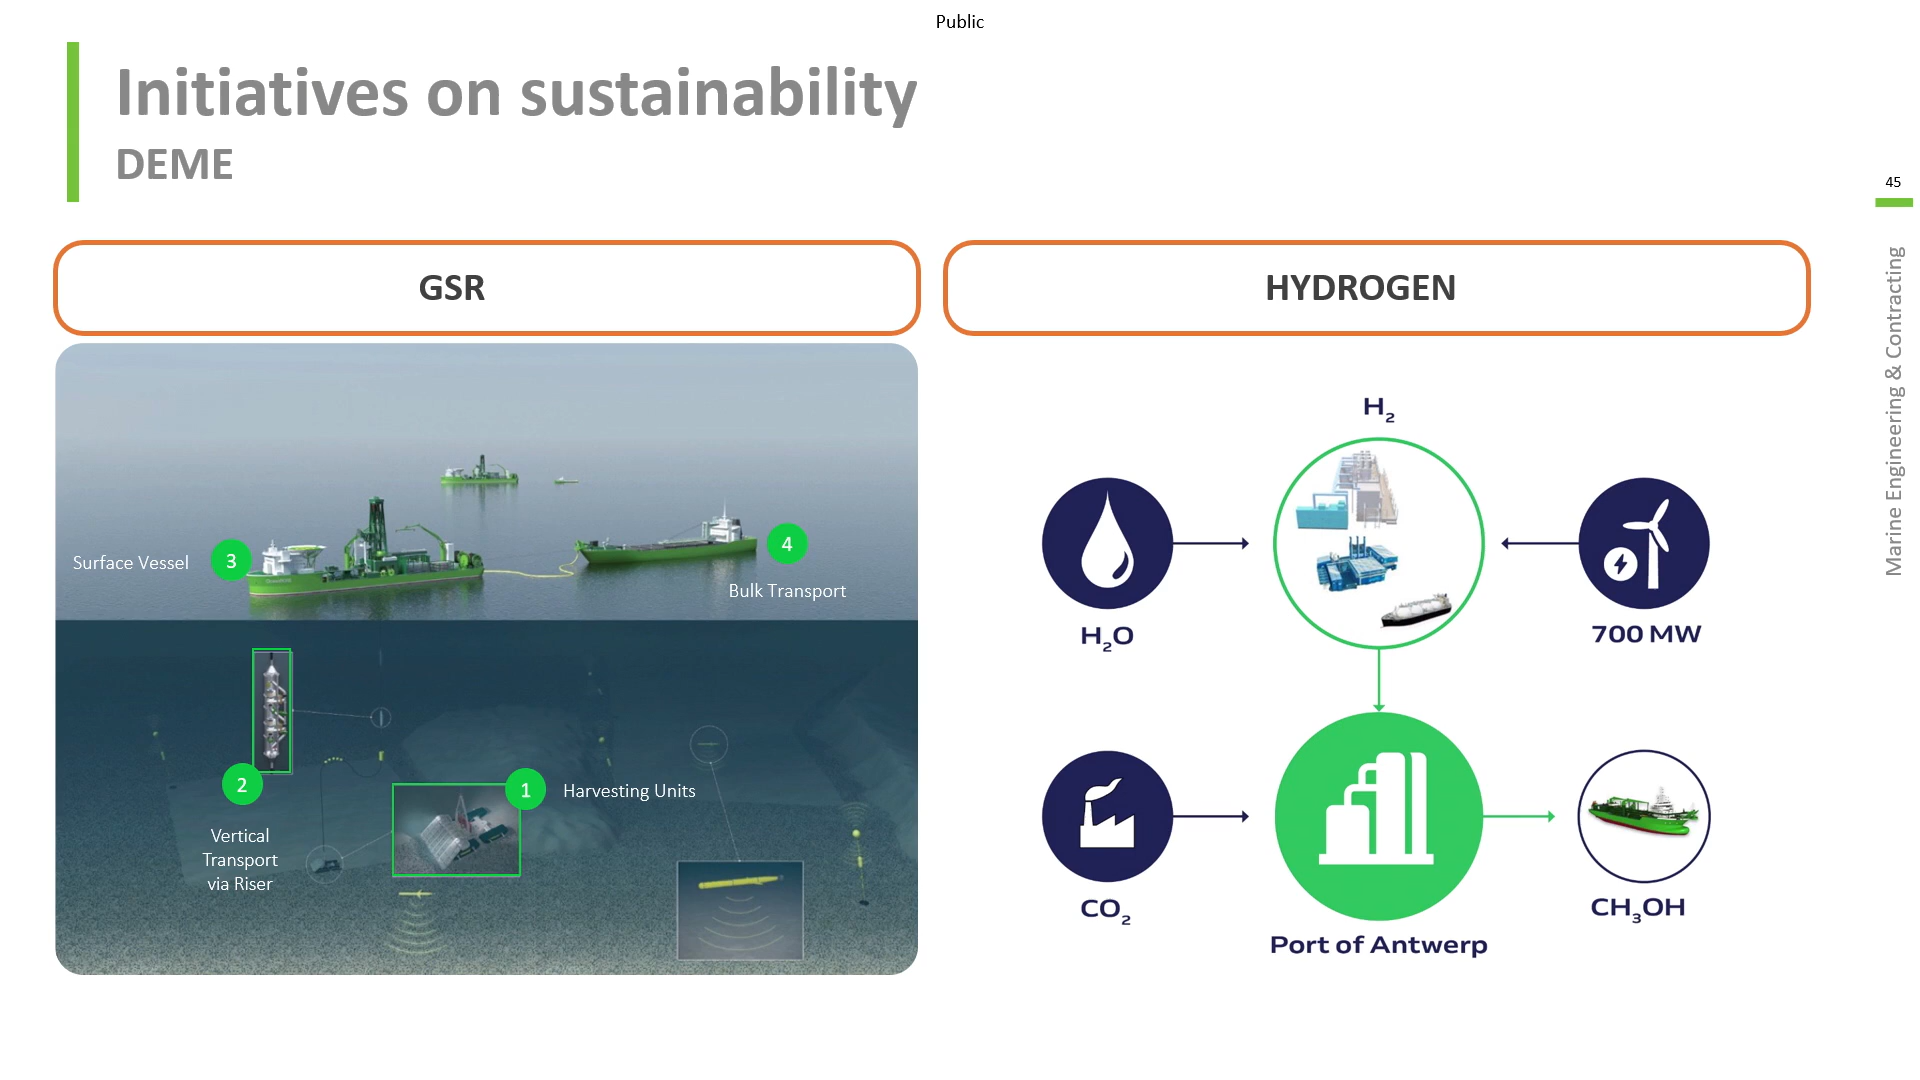 Public
Initiatives on sustainability
DEME
45
Marine Engineering & Contracting
GSR
HYDROGEN
Surface Vessel
3
4
Bulk Transport
2
Vertical
Transport
via Riser
1
Harvesting Units
H₂
H₂O
700 MW
CO₂
Port of Antwerp
CH₃OH